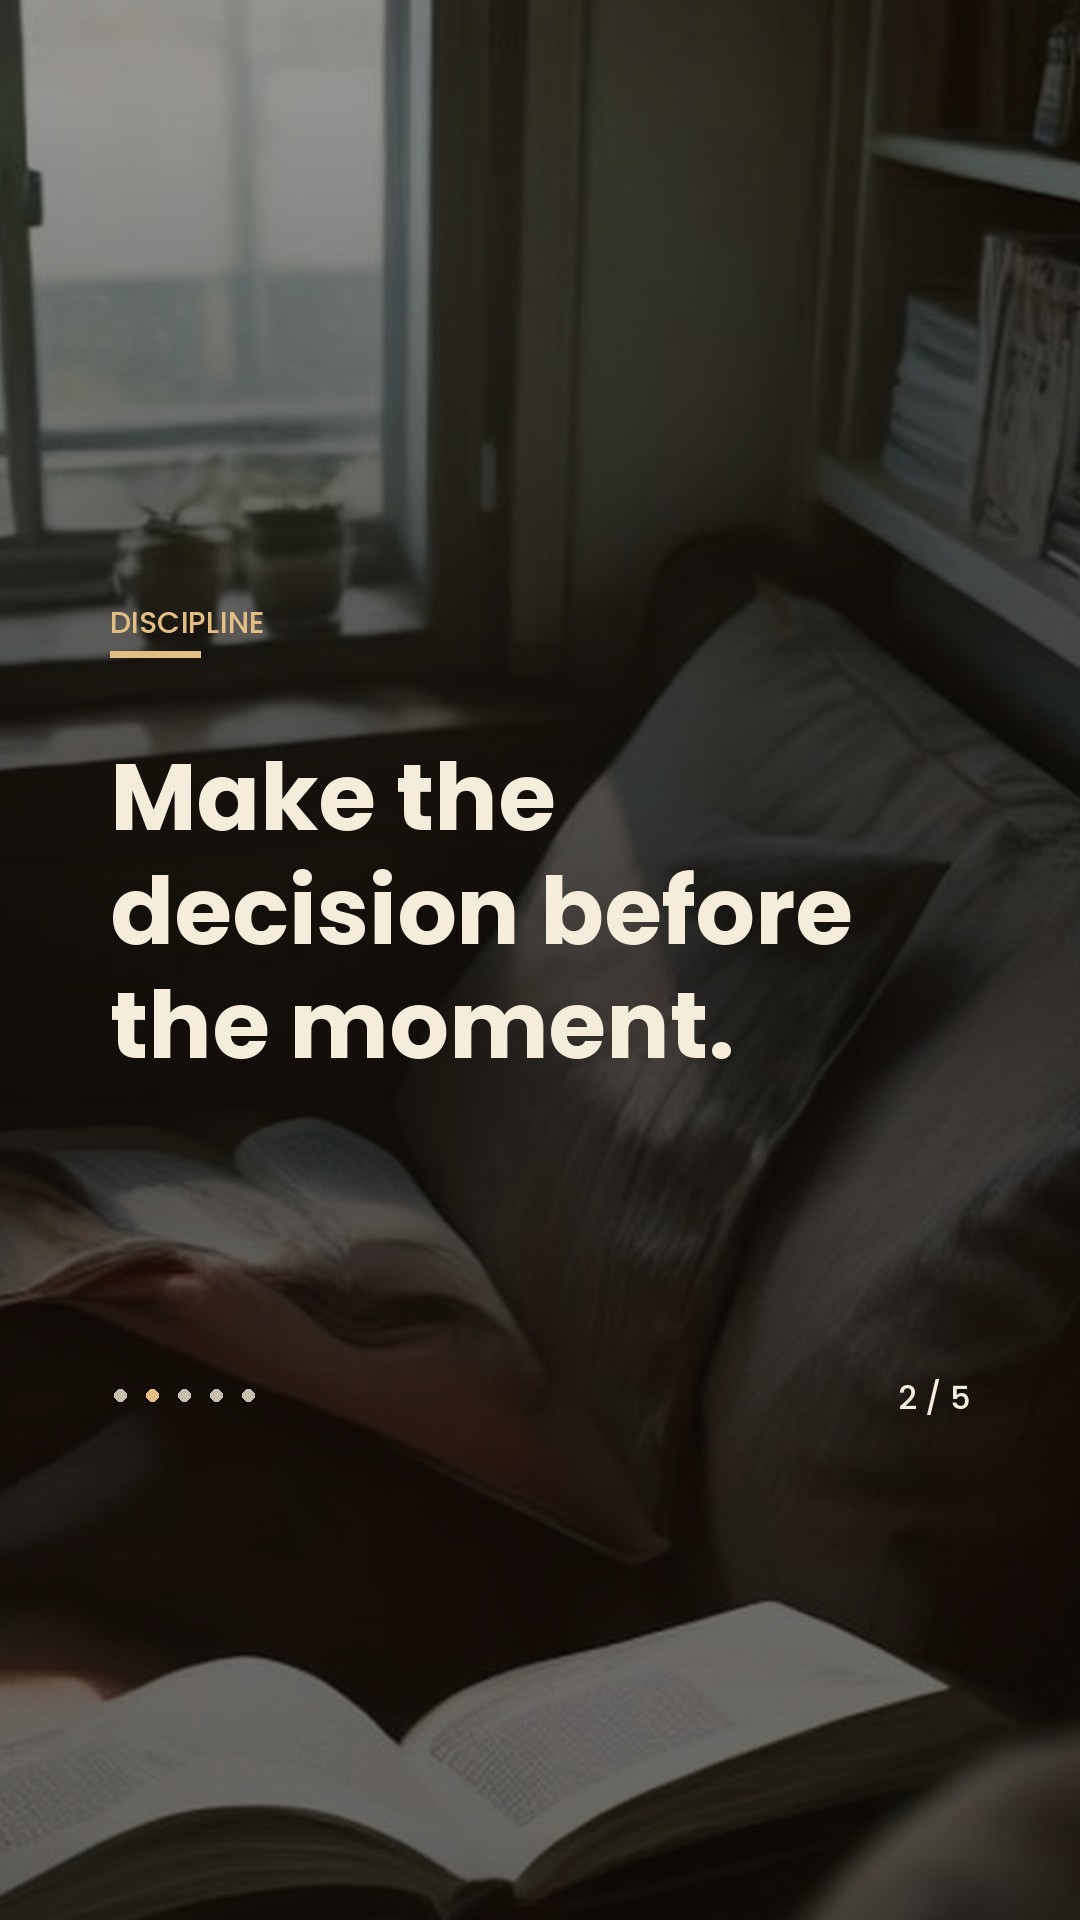 DISCIPLINE
Make the
decision before
the moment.
2 / 5